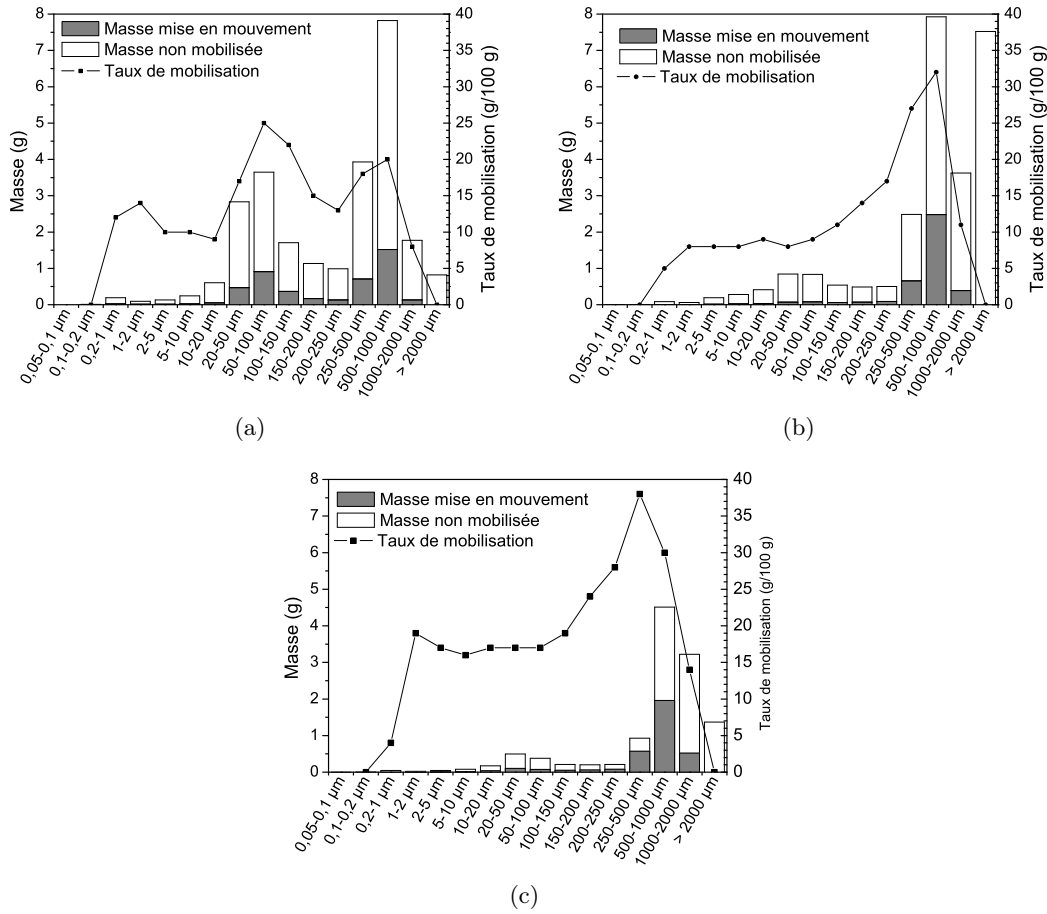 Masse mise en mouvement
Masse non mobilisée
Taux de mobilisation
Masse (g)
8
7
6
5
4
3
2
1
0
Taux de mobilisation (g/100 g)
40
35
30
25
20
15
10
5
0
0,05-0,1 µm
0,1-0,2 µm
0,2-1 µm
1-2 µm
2-5 µm
5-10 µm
10-20 µm
20-50 µm
50-100 µm
100-150 µm
150-200 µm
200-250 µm
250-500 µm
500-1000 µm
1000-2000 µm
> 2000 µm
(a)
Masse mise en mouvement
Masse non mobilisée
Taux de mobilisation
Masse (g)
8
7
6
5
4
3
2
1
0
Taux de mobilisation (g/100 g)
40
35
30
25
20
15
10
5
0
0,05-0,1 µm
0,1-0,2 µm
0,2-1 µm
1-2 µm
2-5 µm
5-10 µm
10-20 µm
20-50 µm
50-100 µm
100-150 µm
150-200 µm
200-250 µm
250-500 µm
500-1000 µm
1000-2000 µm
> 2000 µm
(b)
Masse mise en mouvement
Masse non mobilisée
Taux de mobilisation
Masse (g)
8
7
6
5
4
3
2
1
0
Taux de mobilisation (g/100 g)
40
35
30
25
20
15
10
5
0
0,05-0,1 µm
0,1-0,2 µm
0,2-1 µm
1-2 µm
2-5 µm
5-10 µm
10-20 µm
20-50 µm
50-100 µm
100-150 µm
150-200 µm
200-250 µm
250-500 µm
500-1000 µm
1000-2000 µm
> 2000 µm
(c)